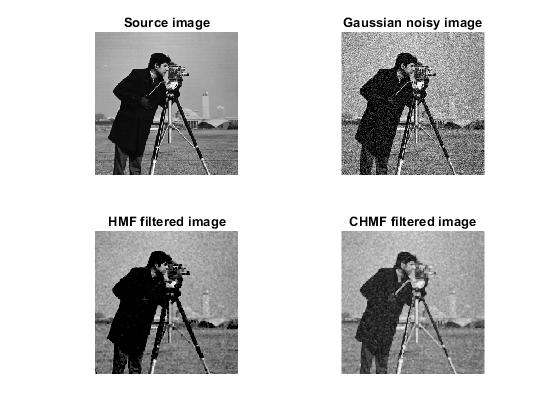 Source image
Gaussian noisy image
HMF filtered image
CHMF filtered image